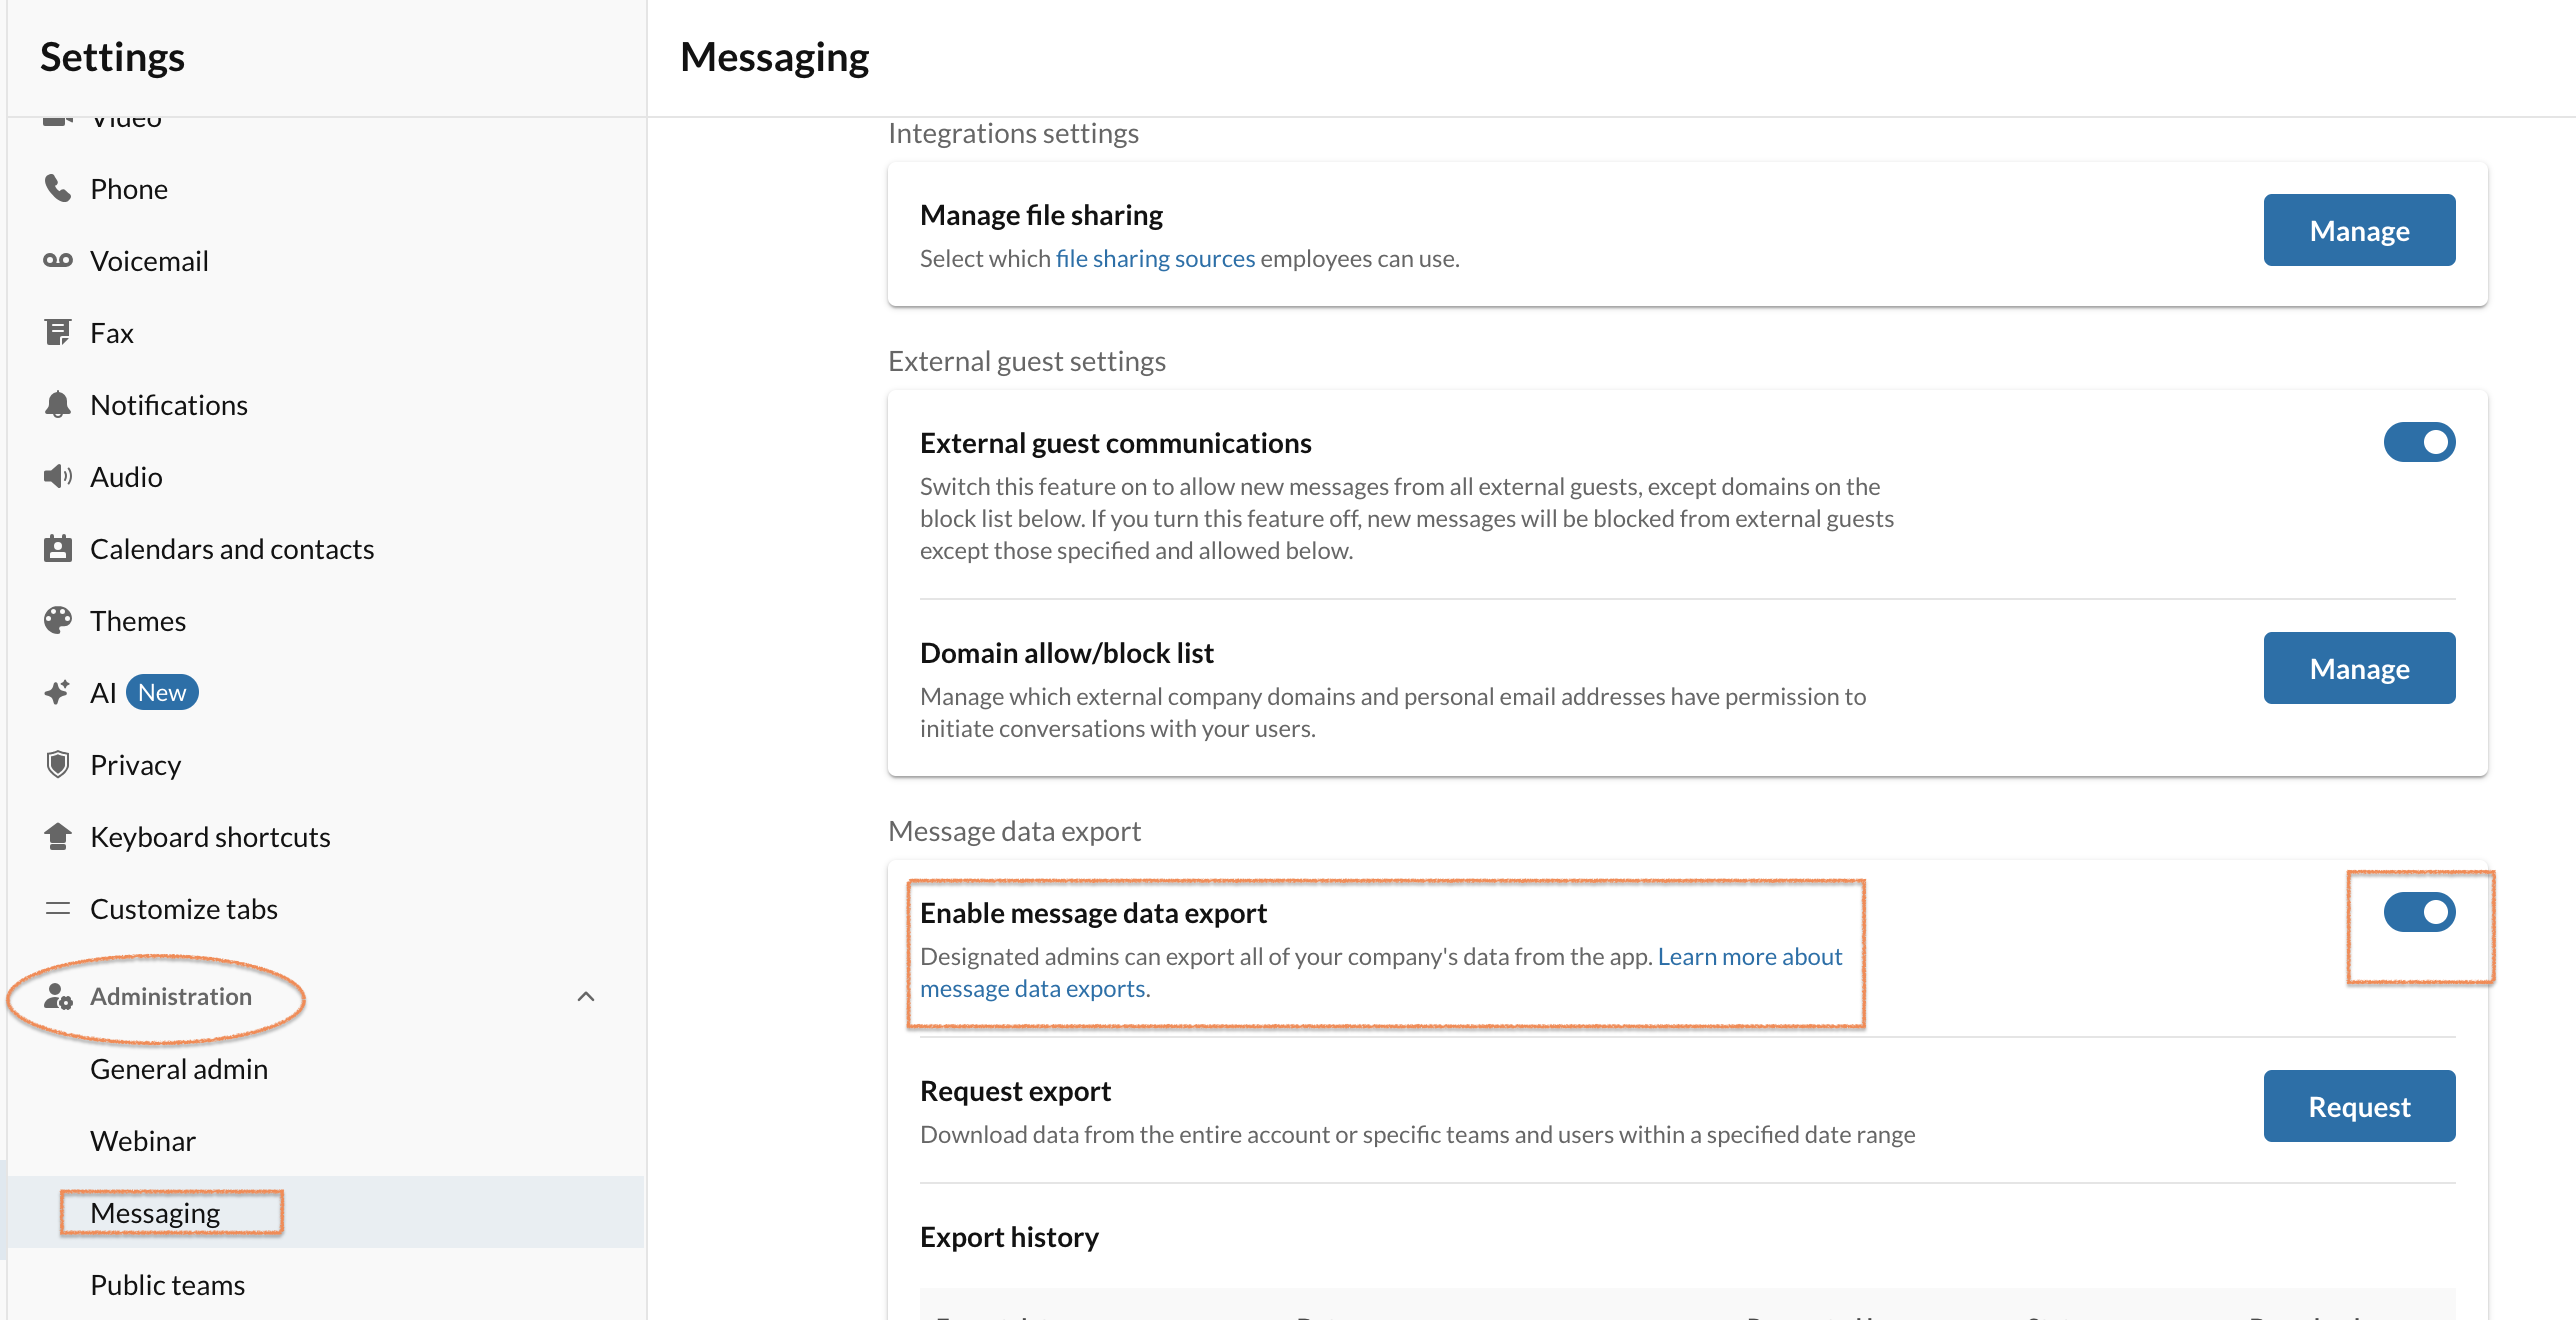 Settings
Video
Phone
Voicemail
Fax
Notifications
Audio
Calendars and contacts
Themes
AI New
Privacy
Keyboard shortcuts
Customize tabs
Administration
General admin
Webinar
Messaging
Public teams
Messaging
Integrations settings
Manage file sharing
Select which file sharing sources employees can use.
Manage
External guest settings
External guest communications
Switch this feature on to allow new messages from all external guests, except domains on the
block list below. If you turn this feature off, new messages will be blocked from external guests
except those specified and allowed below.
Domain allow/block list
Manage which external company domains and personal email addresses have permission to
initiate conversations with your users.
Manage
Message data export
Enable message data export
Designated admins can export all of your company's data from the app. Learn more about
message data exports.
Request export
Download data from the entire account or specific teams and users within a specified date range
Request
Export history